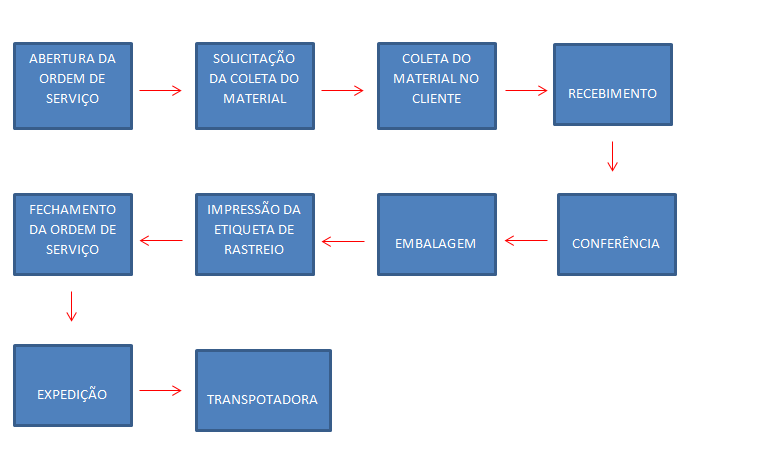 ABERTURA DA
ORDEM DE
SERVIÇO
SOLICITAÇÃO
DA COLETA DO
MATERIAL
COLETA DO
MATERIAL NO
CLIENTE
RECEBIMENTO
CONFERÊNCIA
EMBALAGEM
IMPRESSÃO DA
ETIQUETA DE
RASTREIO
FECHAMENTO
DA ORDEM DE
SERVIÇO
EXPEDIÇÃO
TRANSPOTADORA